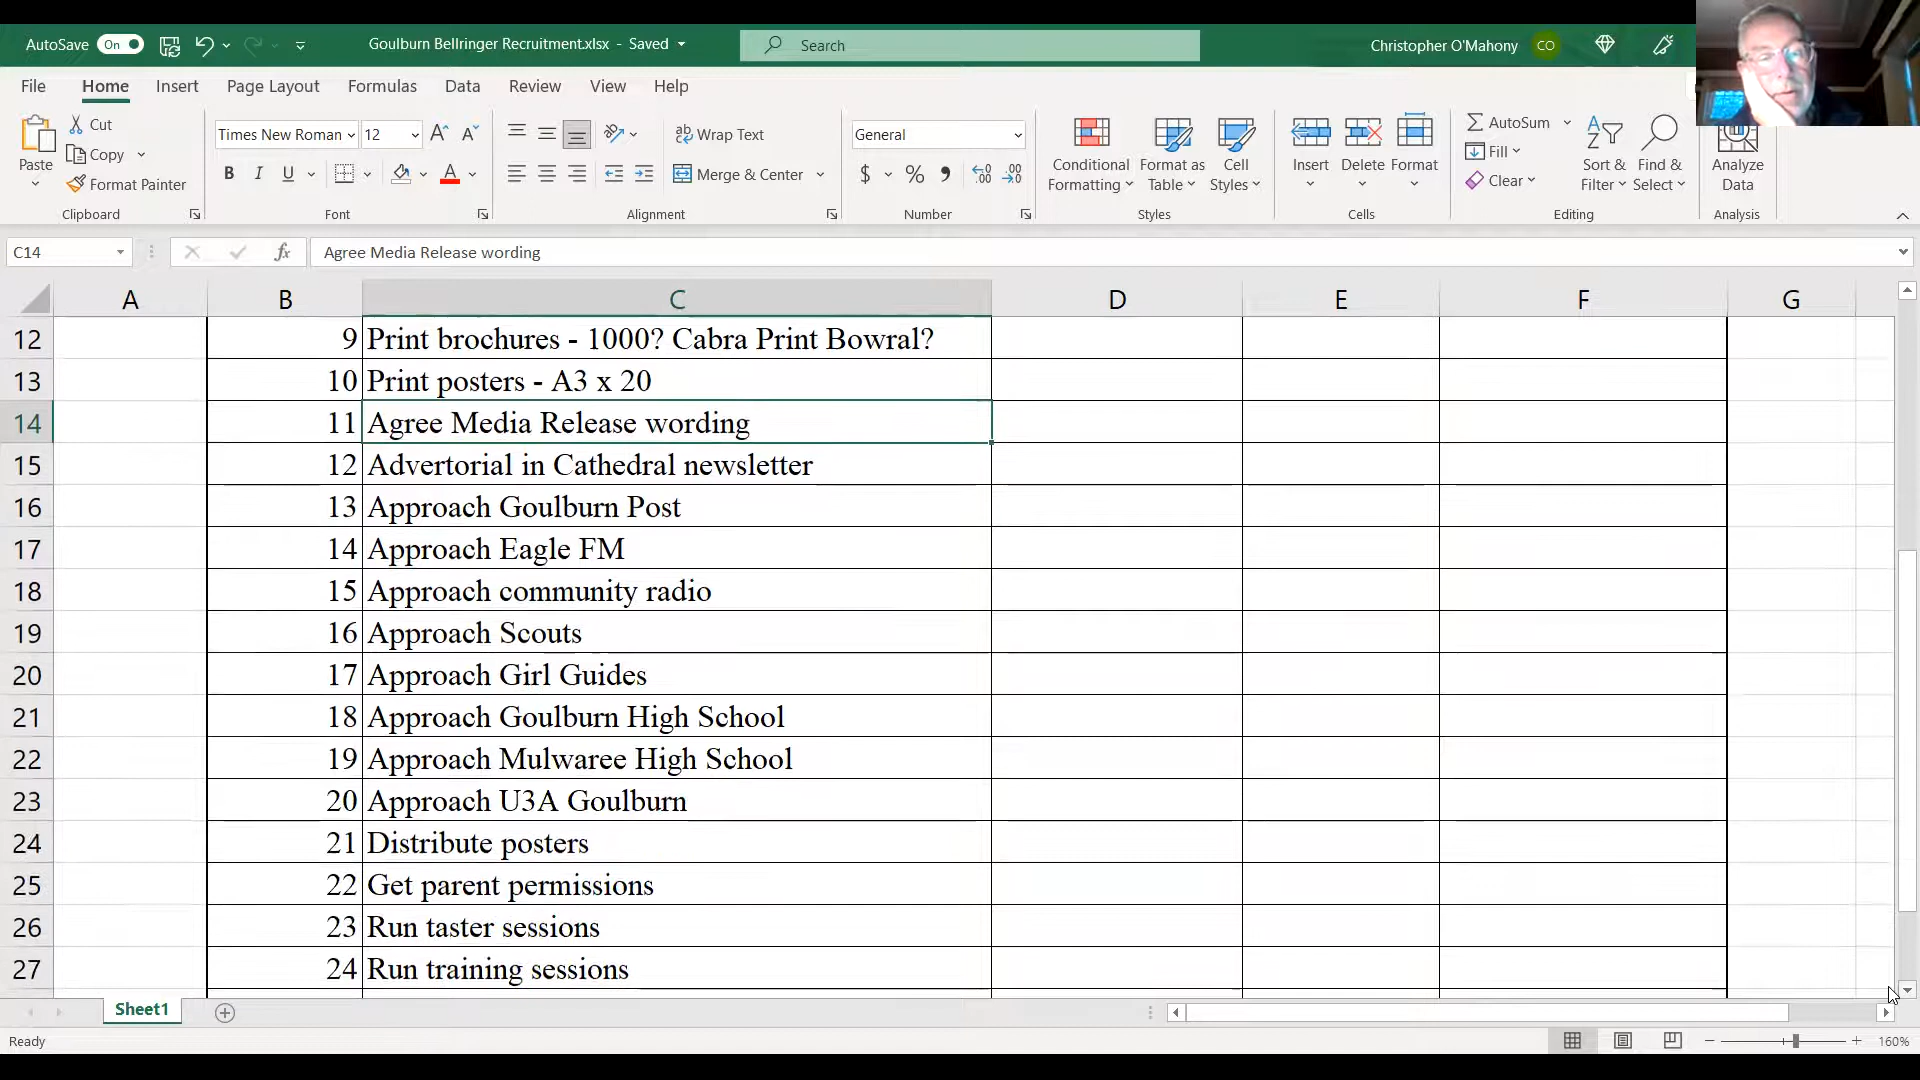 AutoSave On Goulburn Bellringer Recruitment.xlsx - Saved Search Christopher O'Mahony CO
File Home Insert Page Layout Formulas Data Review View Help
Paste Cut Copy Format Painter Clipboard
Times New Roman 12 A A B I U A Font
ab Wrap Text Merge & Center Alignment
General $ % 9 .00 .00 Number
Conditional Formatting Format as Table Cell Styles Styles
Insert Delete Format Cells
AutoSum Fill Clear Sort & Filter Find & Select Editing
Analyze Data Analysis
C14 fx Agree Media Release wording
A B C D E F G
12 9 Print brochures - 1000? Cabra Print Bowral?
13 10 Print posters - A3 x 20
14 11 Agree Media Release wording
15 12 Advertorial in Cathedral newsletter
16 13 Approach Goulburn Post
17 14 Approach Eagle FM
18 15 Approach community radio
19 16 Approach Scouts
20 17 Approach Girl Guides
21 18 Approach Goulburn High School
22 19 Approach Mulwaree High School
23 20 Approach U3A Goulburn
24 21 Distribute posters
25 22 Get parent permissions
26 23 Run taster sessions
27 24 Run training sessions
Sheet1
Ready 160%